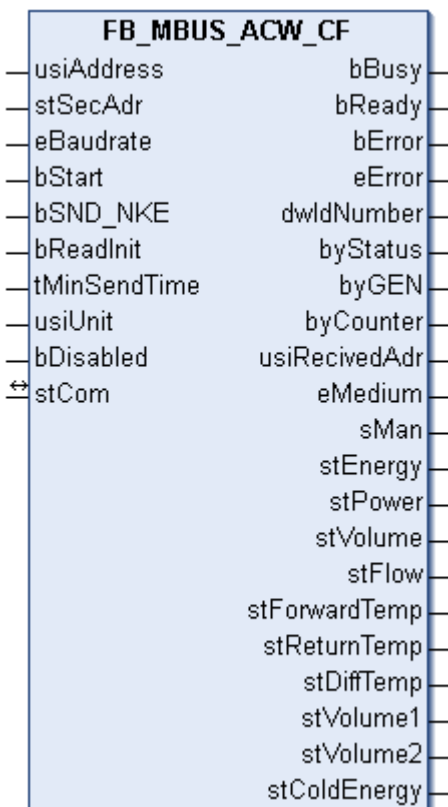 FB_MBUS_ACW_CF
usiAddress bBusy
stSecAdr bReady
eBaudrate bError
bStart eError
bSND_NKE dwIdNumber
bReadInit byStatus
tMinSendTime byGEN
usiUnit byCounter
bDisabled usiRecivedAdr
stCom eMedium
sMan
stEnergy
stPower
stVolume
stFlow
stForwardTemp
stReturnTemp
stDiffTemp
stVolume1
stVolume2
stColdEnergy